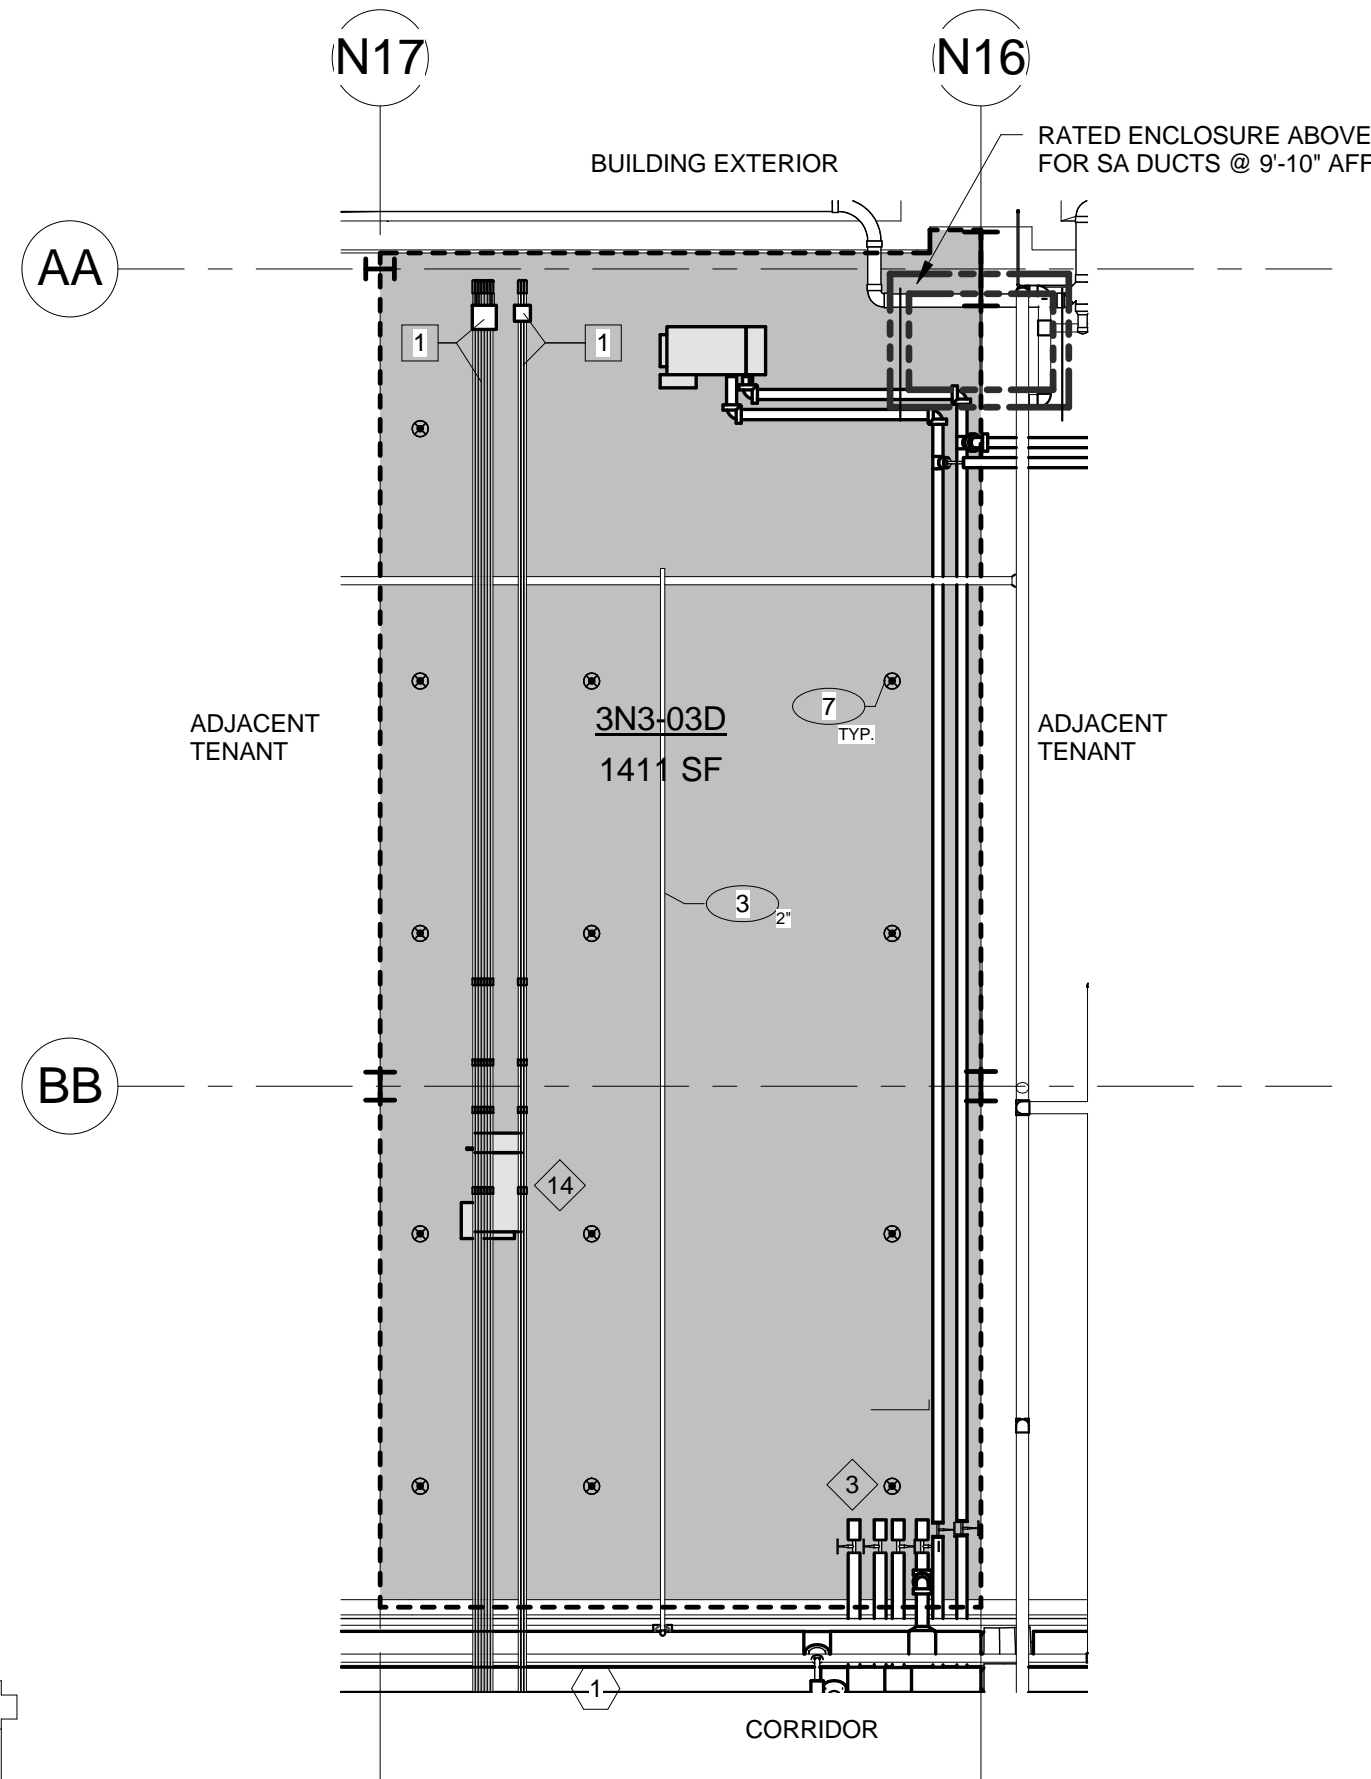 N17
N16
RATED ENCLOSURE ABOVE
FOR SA DUCTS @ 9'-10" AFF
BUILDING EXTERIOR
AA
1
1
ADJACENT
TENANT
3N3-03D
1411 SF
7
TYP.
ADJACENT
TENANT
3
2"
BB
14
3
1
CORRIDOR